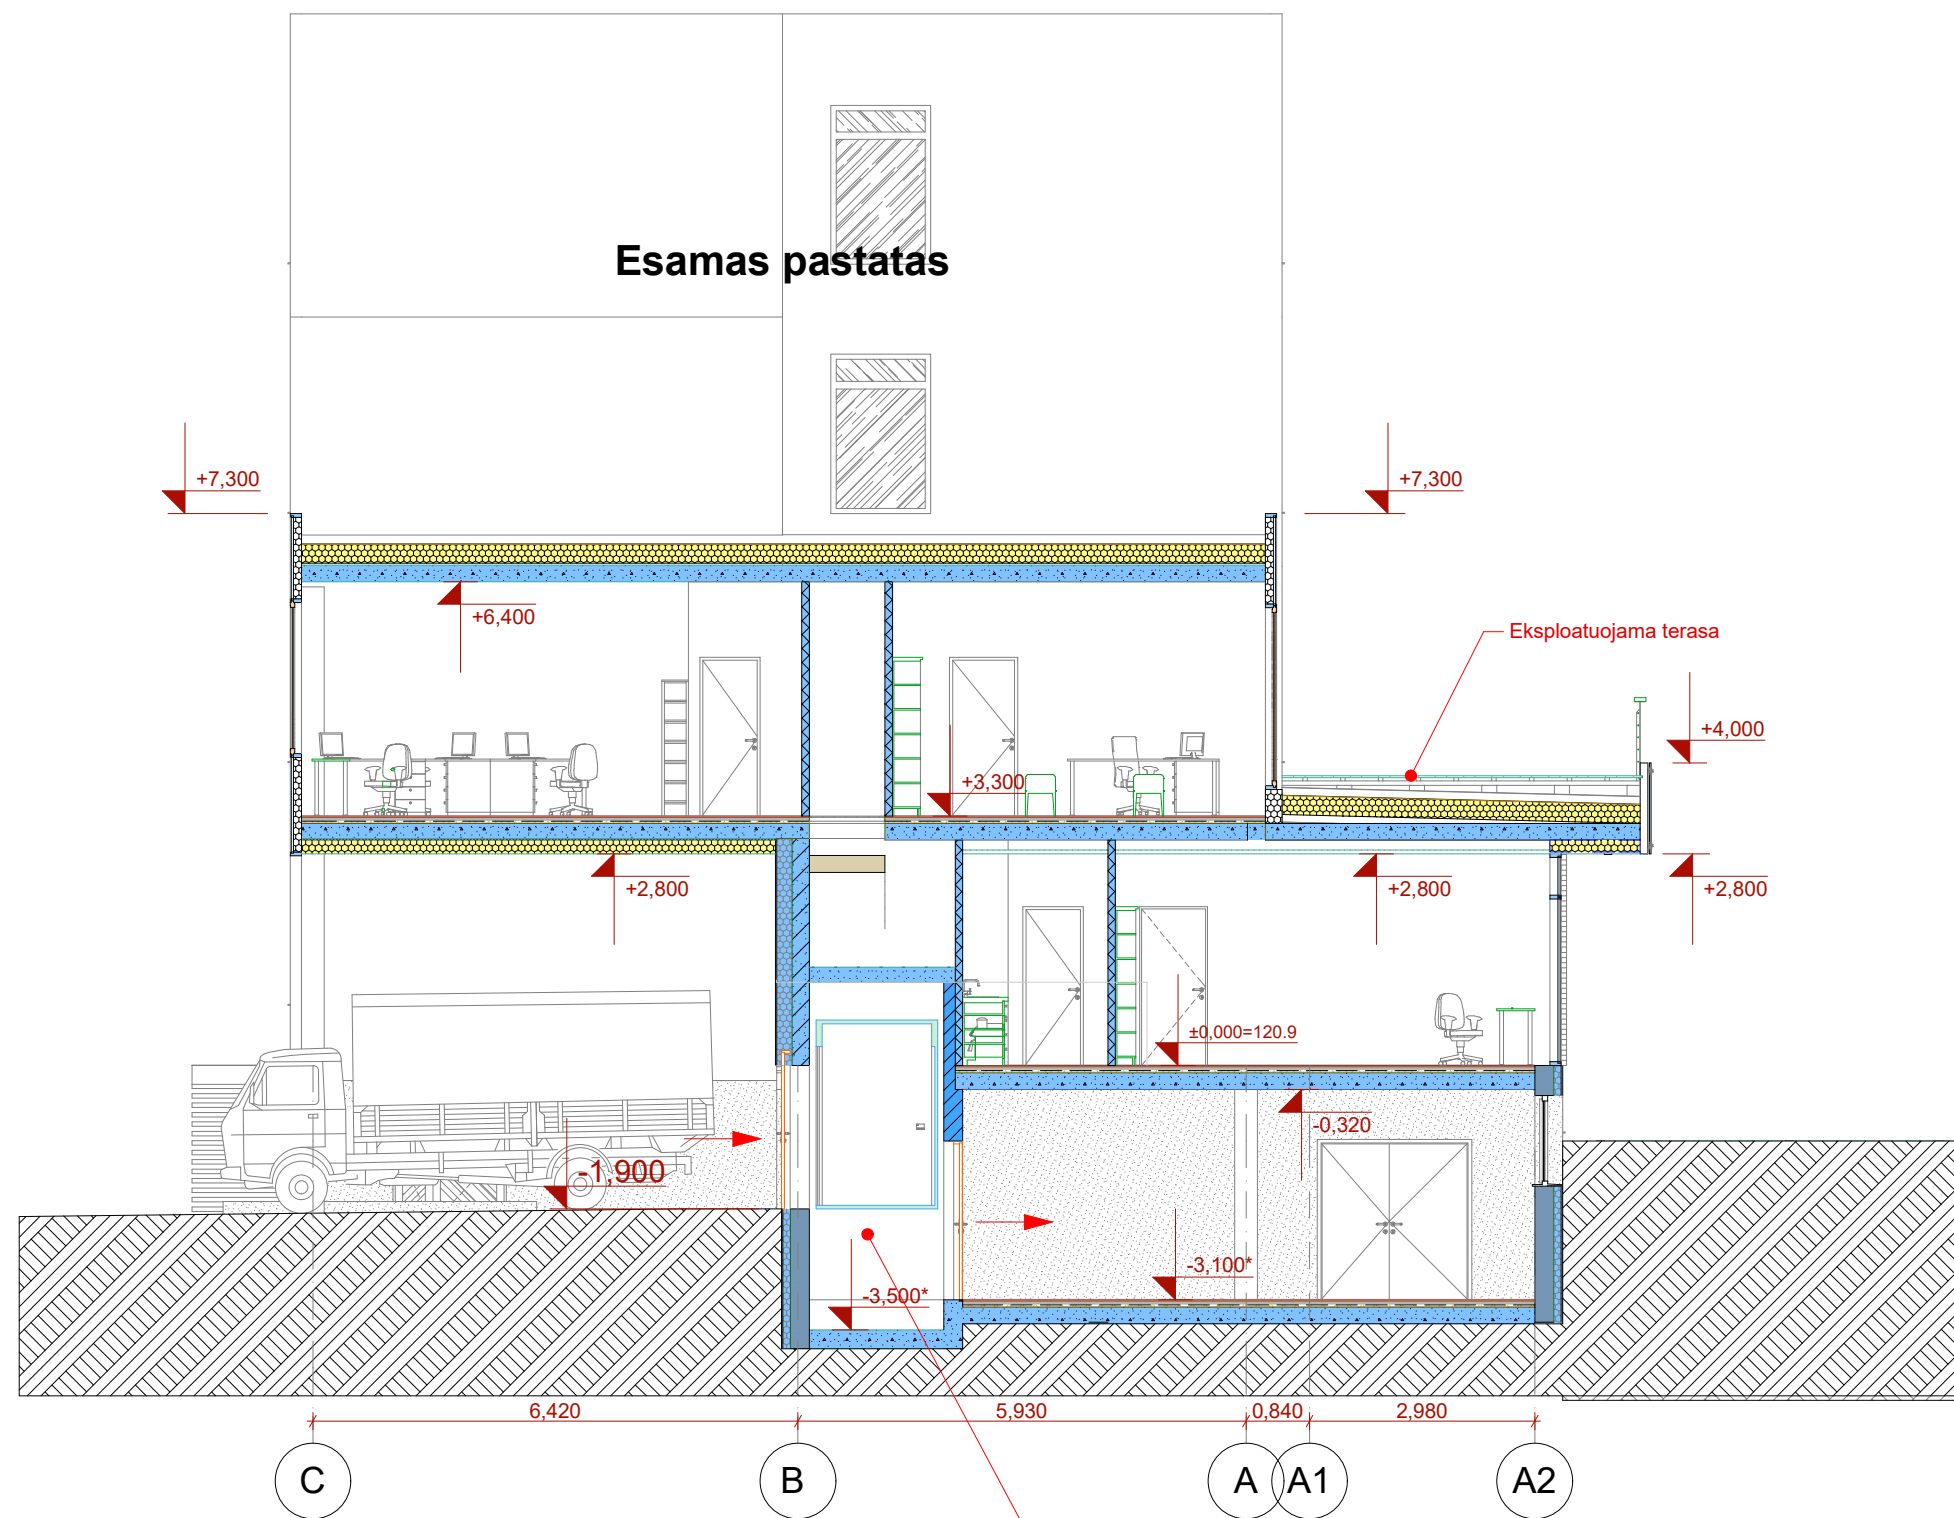 Esamas pastatas
+7,300
+7,300
+6,400
Eksploatuojama terasa
+4,000
+3,300
+2,800
+2,800
+2,800
±0,000=120.9
-0,320
-1,900
-3,100*
-3,500*
6,420
5,930
0,840
2,980
C
B
A
A1
A2